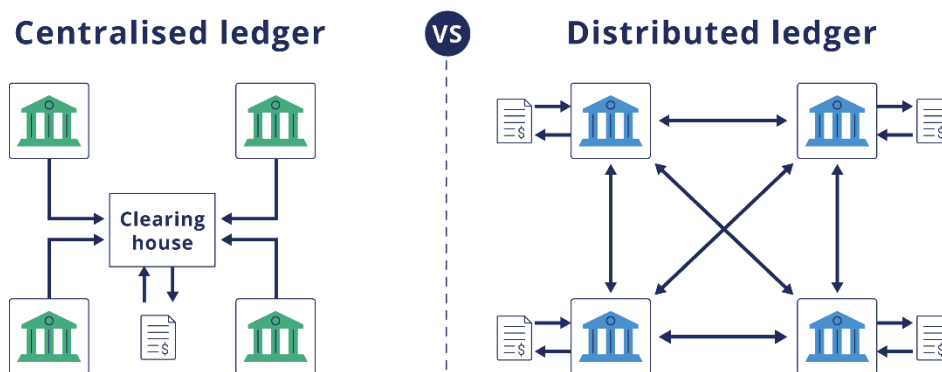 Centralised ledger
VS
Distributed ledger
Clearing
house
$
$
$
$
$